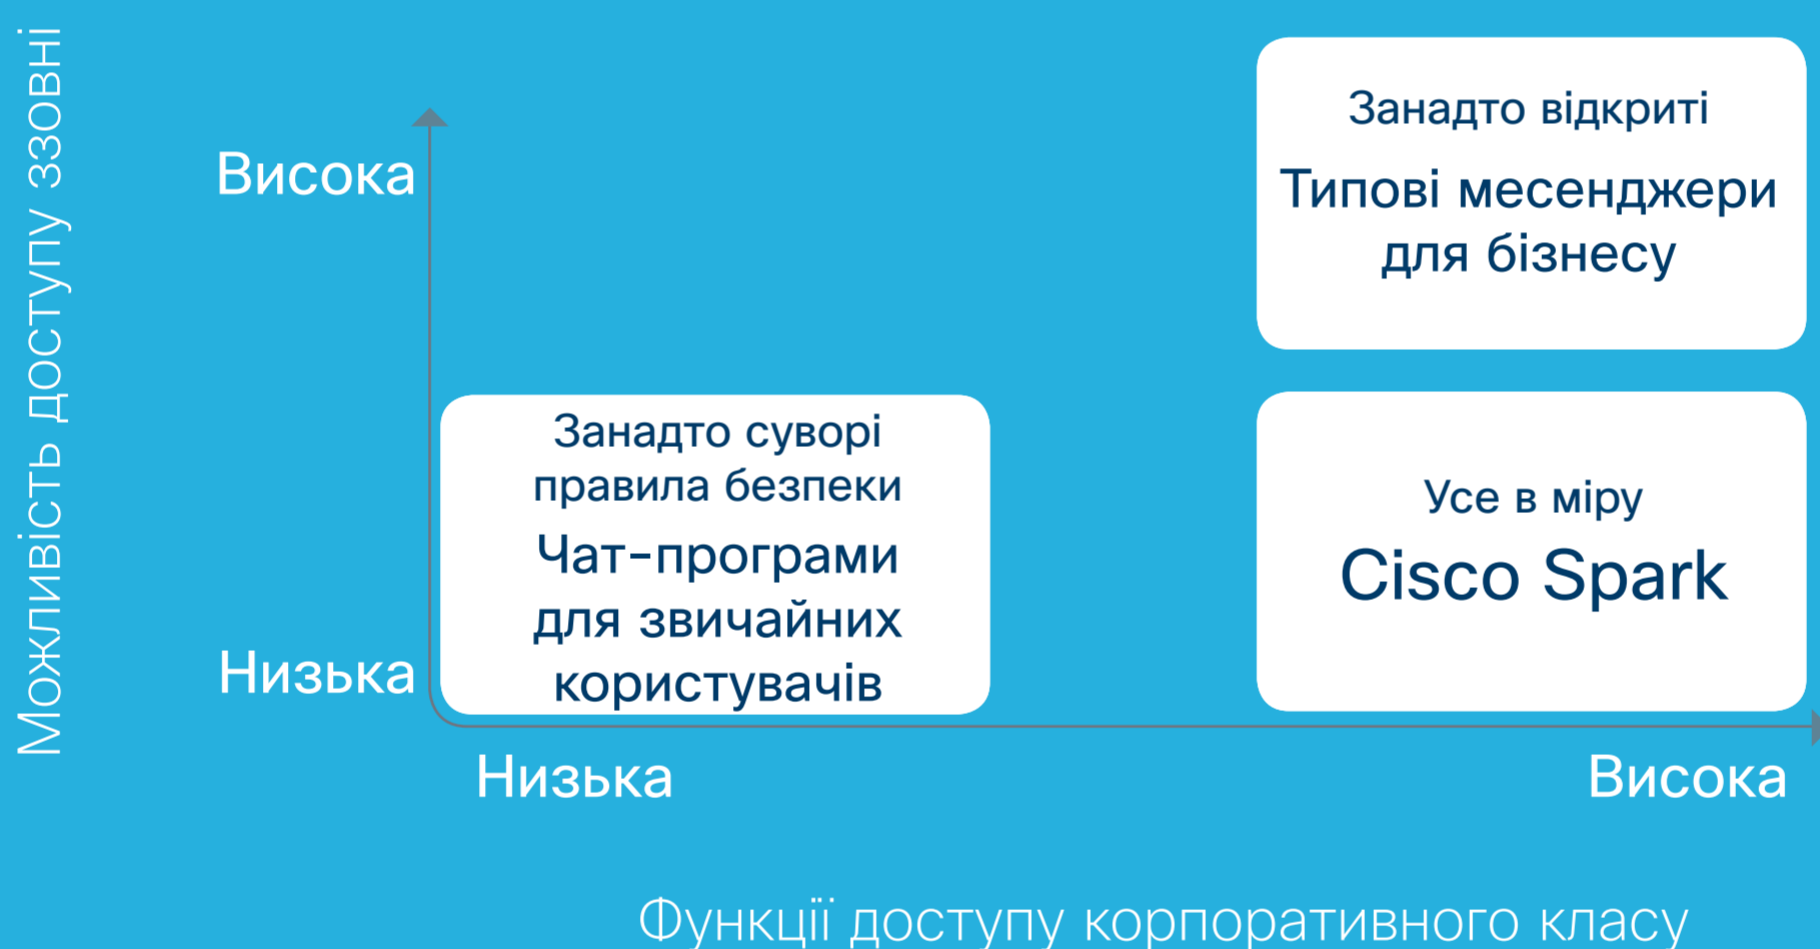 Можливість доступу ззовні
Висока
Низька
Занадто відкриті
Типові месенджери
для бізнесу
Занадто суворі
правила безпеки
Чат-програми
для звичайних
користувачів
Усе в міру
Cisco Spark
Низька
Висока
Функції доступу корпоративного класу